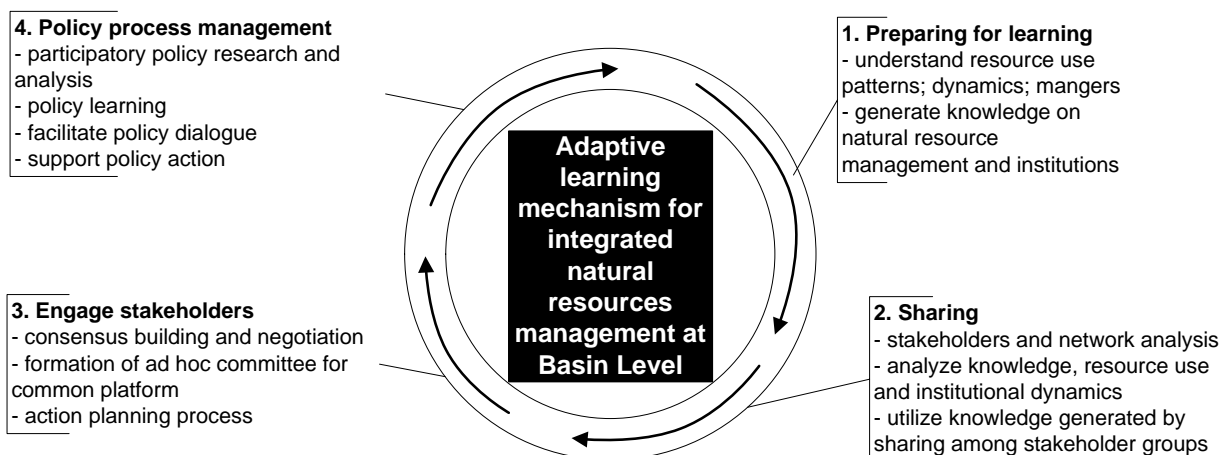 4. Policy process management
- participatory policy research and
analysis
- policy learning
- facilitate policy dialogue
- support policy action
1. Preparing for learning
- understand resource use
patterns; dynamics; mangers
- generate knowledge on
natural resource
management and institutions
Adaptive
learning
mechanism for
integrated
natural
resources
management at
Basin Level
3. Engage stakeholders
- consensus building and negotiation
- formation of ad hoc committee for
common platform
- action planning process
2. Sharing
- stakeholders and network analysis
- analyze knowledge, resource use
and institutional dynamics
- utilize knowledge generated by
sharing among stakeholder groups